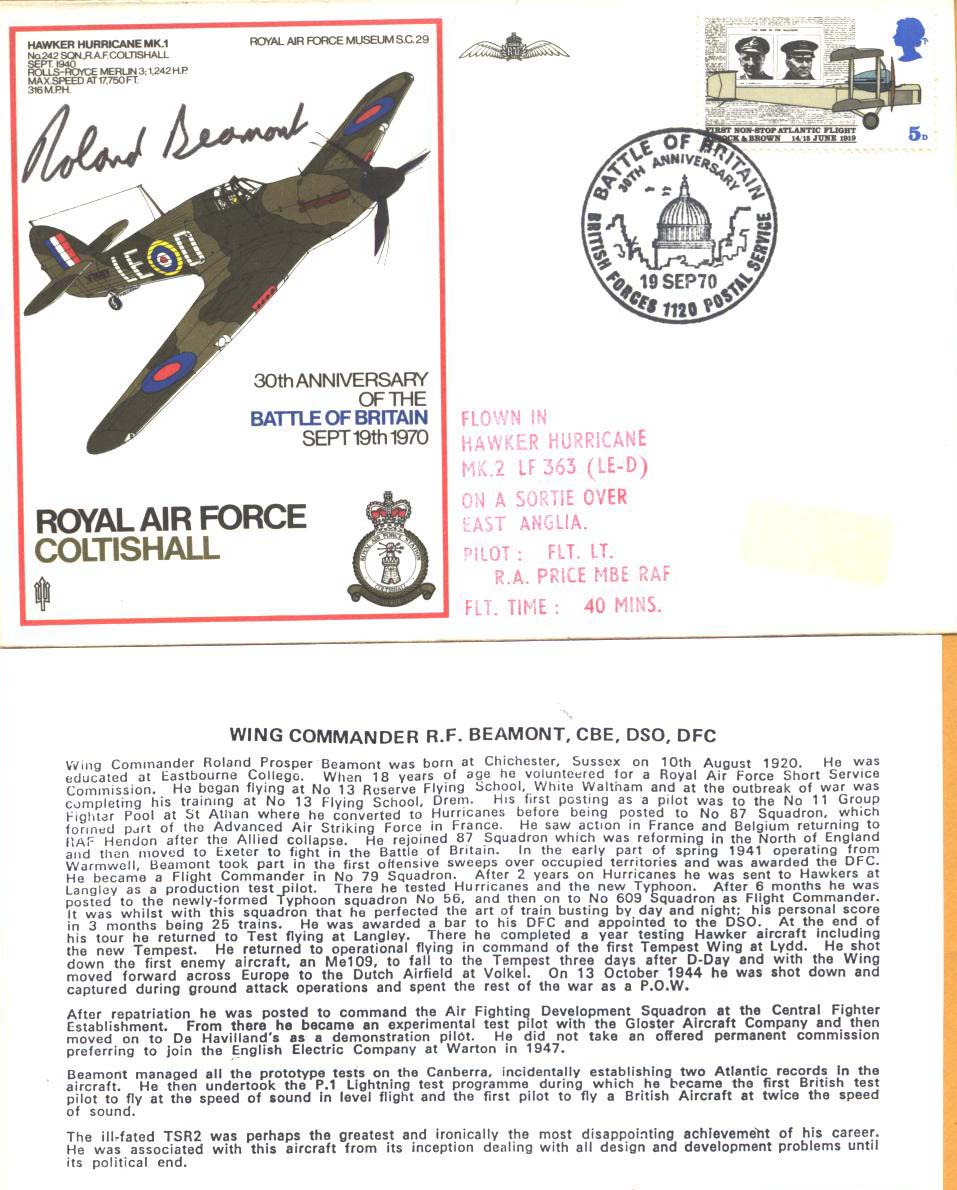 HAWKER HURRICANE MK.1
No.242 SQN.,R.A.F. COLTISHALL
SEPT. 1940
ROLLS-ROYCE MERLIN 3; 1,242 H.P.
MAX. SPEED AT 17,750 FT.
316 M.P.H.
ROYAL AIR FORCE MUSEUM S.C. 29
Roland Beamont
30th ANNIVERSARY
OF THE
BATTLE OF BRITAIN
SEPT 19th 1970
ROYAL AIR FORCE
COLTISHALL
ROYAL AIR FORCE STATION
COLTISHALL
FIRST NON-STOP ATLANTIC FLIGHT
& BROWN 14/15 JUNE 1919
5D
BATTLE OF BRITAIN
30TH ANNIVERSARY
19 SEP 70
BRITISH FORCES 1120 POSTAL SERVICE
FLOWN IN
HAWKER HURRICANE
MK.2 LF 363 (LE-D)
ON A SORTIE OVER
EAST ANGLIA.
PILOT: FLT. LT.
R.A. PRICE MBE RAF
FLT. TIME: 40 MINS.
WING COMMANDER R.F. BEAMONT, CBE, DSO, DFC
Wing Commander Roland Prosper Beamont was born at Chichester, Sussex on 10th August 1920. He was
educated at Eastbourne College. When 18 years of age he volunteered for a Royal Air Force Short Service
Commission. He began flying at No 13 Reserve Flying School, White Waltham and at the outbreak of war was
completing his training at No 13 Flying School, Drem. His first posting as a pilot was to the No 11 Group
Fighter Pool at St Athan where he converted to Hurricanes before being posted to No 87 Squadron, which
formed part of the Advanced Air Striking Force in France. He saw action in France and Belgium returning to
RAF Hendon after the Allied collapse. He rejoined 87 Squadron which was reforming in the North of England
and then moved to Exeter to fight in the Battle of Britain. In the early part of spring 1941 operating from
Warmwell, Beamont took part in the first offensive sweeps over occupied territories and was awarded the DFC.
He became a Flight Commander in No 79 Squadron. After 2 years on Hurricanes he was sent to Hawkers at
Langley as a production test pilot. There he tested Hurricanes and the new Typhoon. After 6 months he was
posted to the newly-formed Typhoon squadron No 56, and then on to No 609 Squadron as Flight Commander.
It was whilst with this squadron that he perfected the art of train busting by day and night; his personal score
in 3 months being 25 trains. He was awarded a bar to his DFC and appointed to the DSO. At the end of
his tour he returned to Test flying at Langley. There he completed a year testing Hawker aircraft including
the new Tempest. He returned to operational flying in command of the first Tempest Wing at Lydd. He shot
down the first enemy aircraft, an Me109, to fall to the Tempest three days after D-Day and with the Wing
moved forward across Europe to the Dutch Airfield at Volkel. On 13 October 1944 he was shot down and
captured during ground attack operations and spent the rest of the war as a P.O.W.
After repatriation he was posted to command the Air Fighting Development Squadron at the Central Fighter
Establishment. From there he became an experimental test pilot with the Gloster Aircraft Company and then
moved on to De Havilland's as a demonstration pilot. He did not take an offered permanent commission
preferring to join the English Electric Company at Warton in 1947.
Beamont managed all the prototype tests on the Canberra, incidentally establishing two Atlantic records in the
aircraft. He then undertook the P.1 Lightning test programme during which he became the first British test
pilot to fly at the speed of sound in level flight and the first pilot to fly a British Aircraft at twice the speed
of sound.
The ill-fated TSR2 was perhaps the greatest and ironically the most disappointing achievement of his career.
He was associated with this aircraft from its inception dealing with all design and development problems until
its political end.